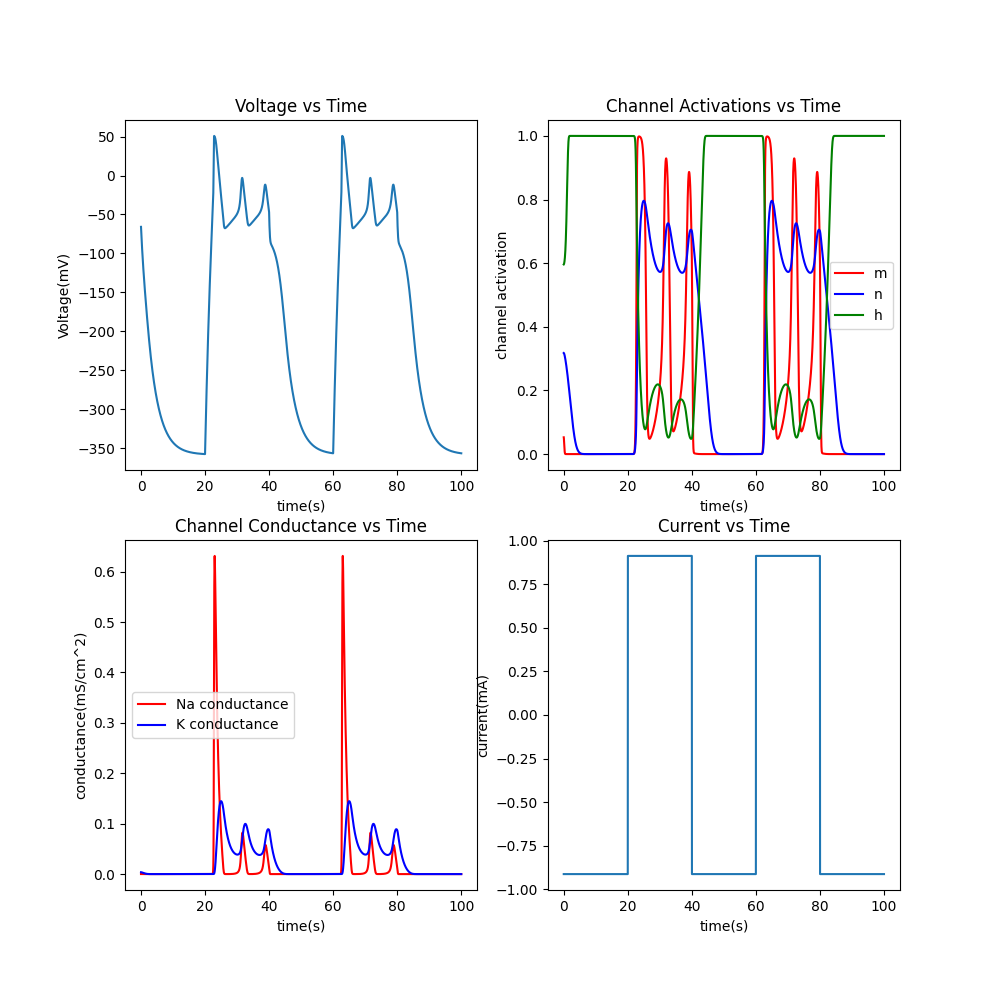 Voltage vs Time
Voltage(mV)
50
0
−50
−100
−150
−200
−250
−300
−350
0 20 40 60 80 100
time(s)
Channel Activations vs Time
channel activation
1.0
0.8
0.6
0.4
0.2
0.0
m
n
h
0 20 40 60 80 100
time(s)
Channel Conductance vs Time
conductance(mS/cm^2)
0.6
0.5
0.4
0.3
0.2
0.1
0.0
Na conductance
K conductance
0 20 40 60 80 100
time(s)
Current vs Time
current(mA)
1.00
0.75
0.50
0.25
0.00
−0.25
−0.50
−0.75
−1.00
0 20 40 60 80 100
time(s)